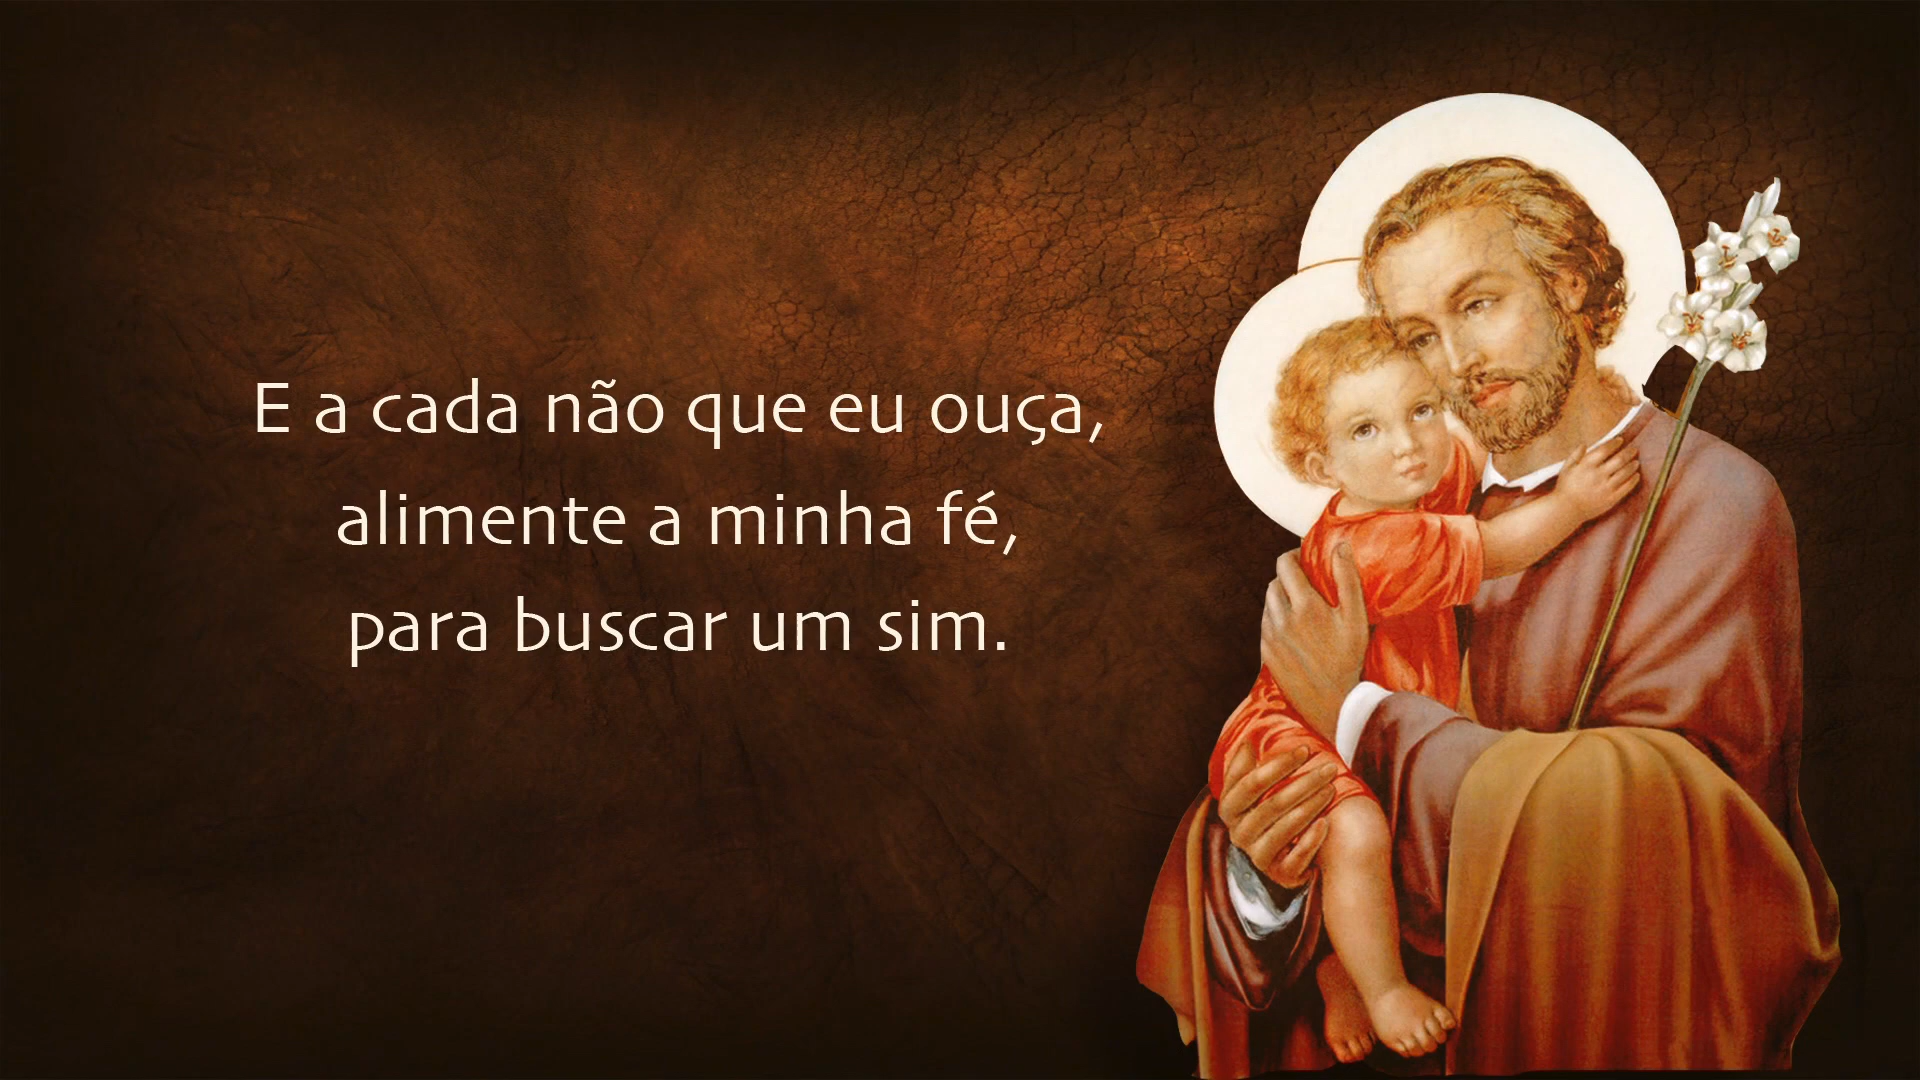 E a cada não que eu ouça,
alimente a minha fé,
para buscar um sim.